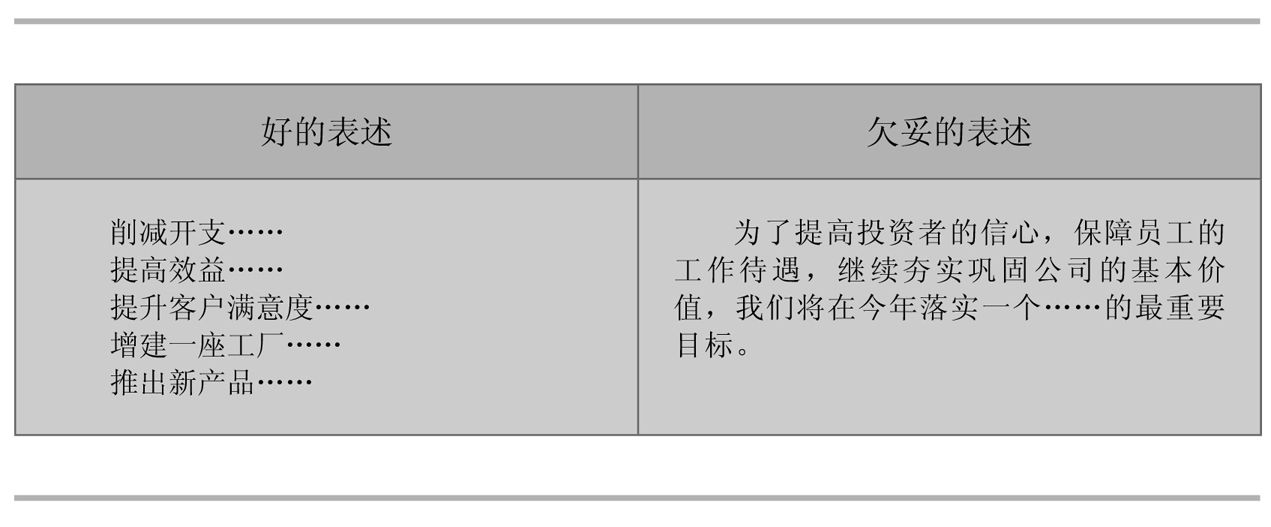 好的表述
欠妥的表述
削减开支……
提高效益……
提升客户满意度……
增建一座工厂……
推出新产品……
为了提高投资者的信心，保障员工的
工作待遇，继续夯实巩固公司的基本价
值，我们将在今年落实一个……的最重要
目标。